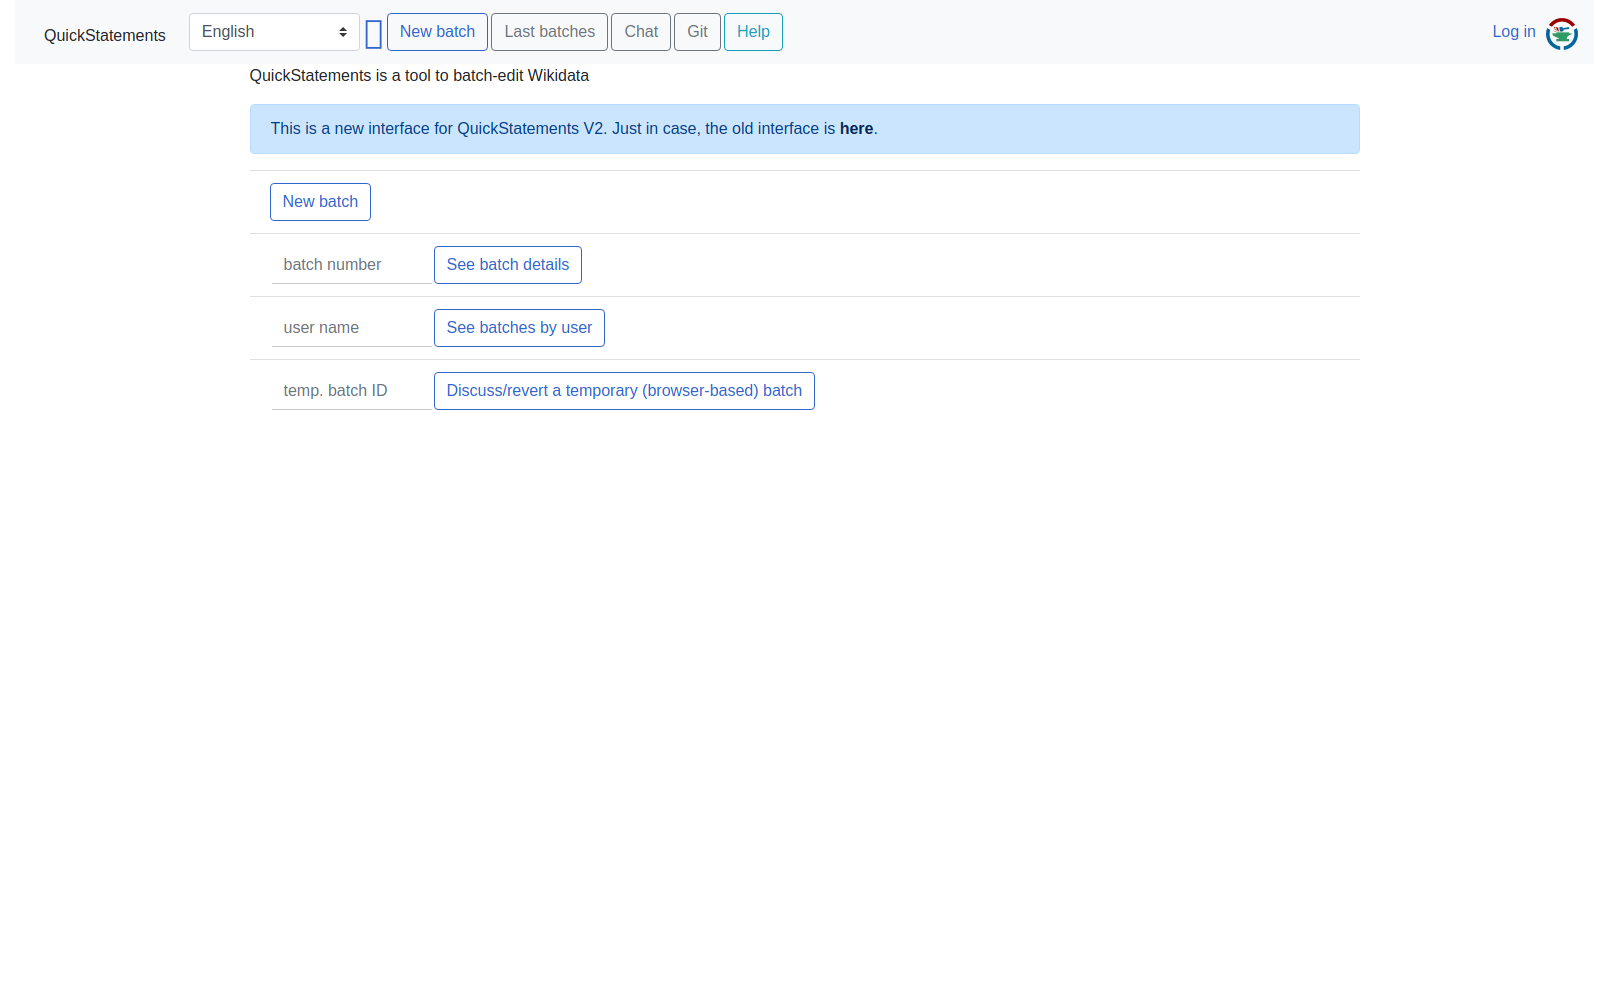 QuickStatements English New batch Last batches Chat Git Help Log in
QuickStatements is a tool to batch-edit Wikidata
This is a new interface for QuickStatements V2. Just in case, the old interface is here.
New batch
batch number See batch details
user name See batches by user
temp. batch ID Discuss/revert a temporary (browser-based) batch